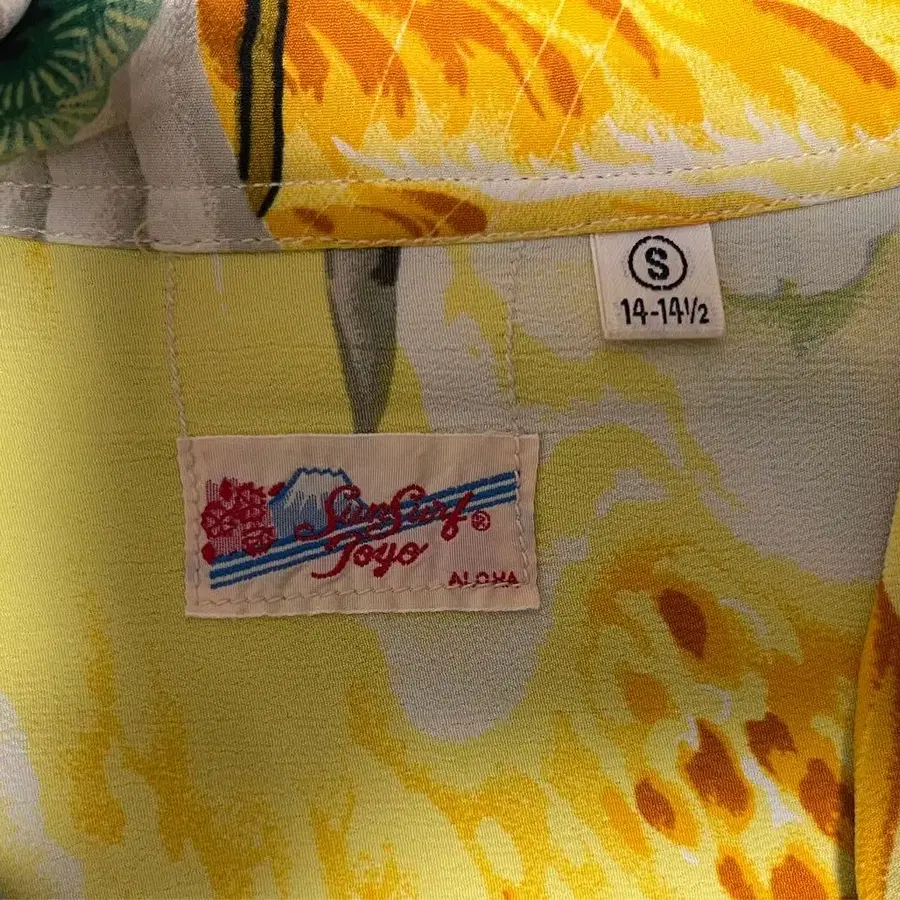 S
14-14½
Sun Surf ®
Toyo
ALOHA